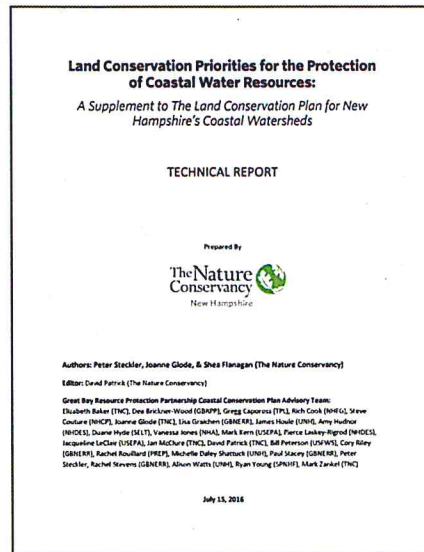 Land Conservation Priorities for the Protection
of Coastal Water Resources:
A Supplement to The Land Conservation Plan for New
Hampshire's Coastal Watersheds
TECHNICAL REPORT
Prepared By
The Nature
Conservancy
New Hampshire
Authors: Peter Steckler, Joanne Glode, & Shea Flanagan (The Nature Conservancy)
Editor: David Patrick (The Nature Conservancy)
Great Bay Resource Protection Partnership Coastal Conservation Plan Advisory Team:
Elizabeth Baker (TNC), Dea Brickner-Wood (GBRPP), Gregg Caporossi (TPL), Rich Cook (NHFG), Steve
Couture (NHCP), Joanne Glode (TNC), Lisa Graichen (GBNERR), James Houle (UNH), Amy Hudnor
(NHDES), Duane Hyde (SELT), Vanessa Jones (NHA), Mark Kern (USEPA), Pierce Laskey-Rigrod (NHDES),
Jacqueline LeClair (USEPA), Jan McClure (TNC), David Patrick (TNC), Bill Peterson (USFWS), Cory Riley
(GBNERR), Rachel Rouillard (PREP), Michelle Daley Shattuck (UNH), Paul Stacey (GBNERR), Peter
Steckler, Rachel Stevens (GBNERR), Alison Watts (UNH), Ryan Young (SPNHF), Mark Zankel (TNC)
July 15, 2016